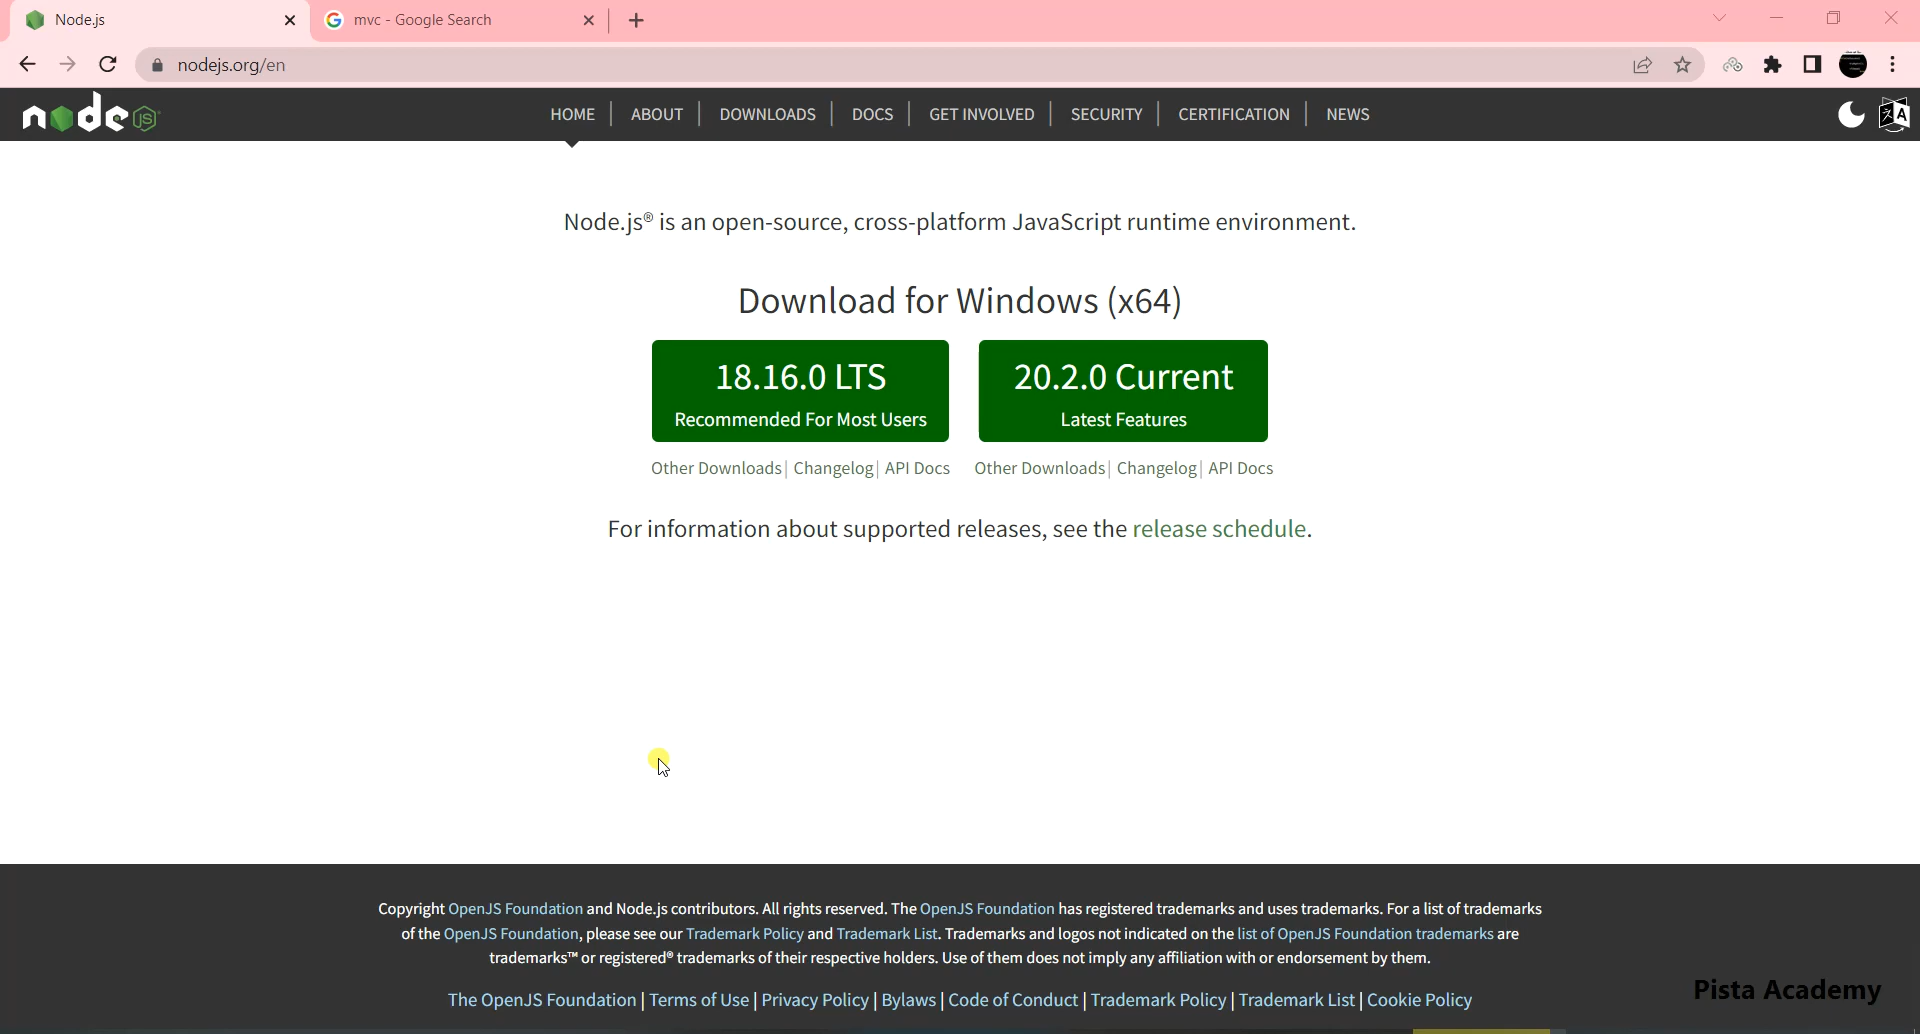 Node.js
mvc - Google Search
nodejs.org/en
node JS
HOME | ABOUT | DOWNLOADS | DOCS | GET INVOLVED | SECURITY | CERTIFICATION | NEWS
Node.js® is an open-source, cross-platform JavaScript runtime environment.
Download for Windows (x64)
18.16.0 LTS
Recommended For Most Users
20.2.0 Current
Latest Features
Other Downloads | Changelog | API Docs
Other Downloads | Changelog | API Docs
For information about supported releases, see the release schedule.
Copyright OpenJS Foundation and Node.js contributors. All rights reserved. The OpenJS Foundation has registered trademarks and uses trademarks. For a list of trademarks
of the OpenJS Foundation, please see our Trademark Policy and Trademark List. Trademarks and logos not indicated on the list of OpenJS Foundation trademarks are
trademarks™ or registered® trademarks of their respective holders. Use of them does not imply any affiliation with or endorsement by them.
The OpenJS Foundation | Terms of Use | Privacy Policy | Bylaws | Code of Conduct | Trademark Policy | Trademark List | Cookie Policy
Pista Academy